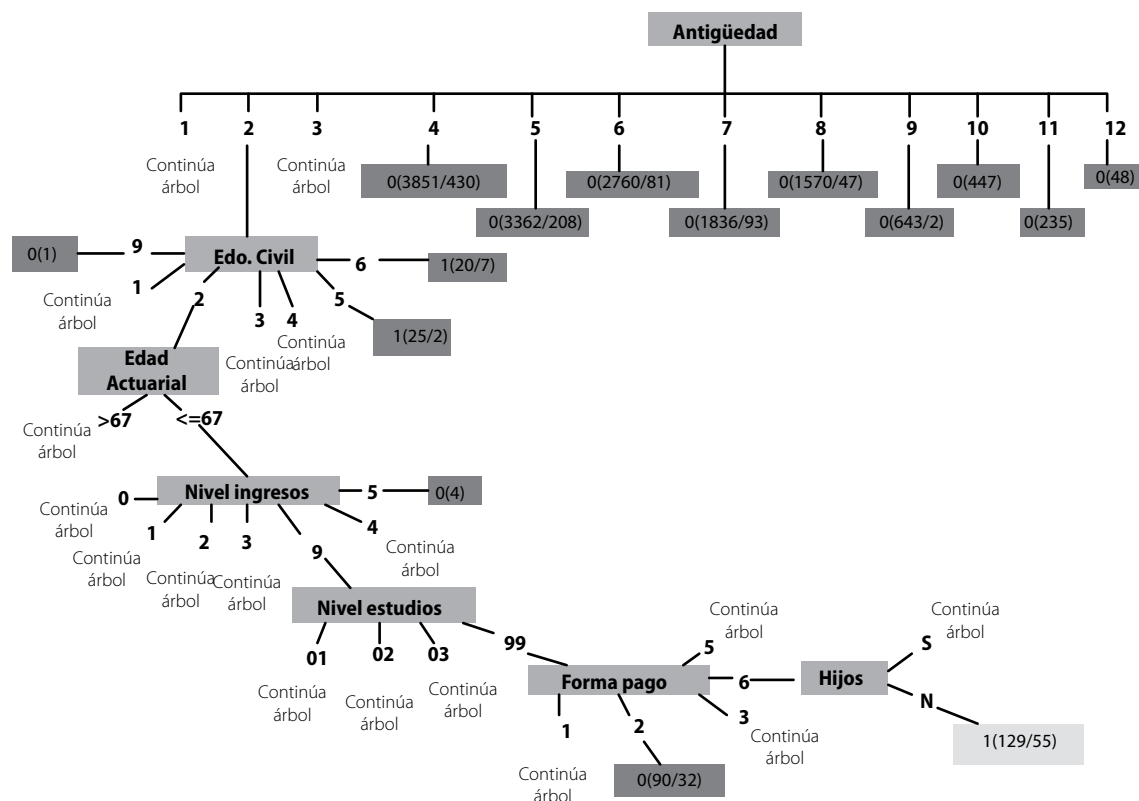 Antigüedad
1 2 3 4 5 6 7 8 9 10 11 12
Continúa
árbol
Continúa
árbol
0(3851/430)
0(2760/81)
0(1570/47)
0(447)
0(48)
0(3362/208)
0(1836/93)
0(643/2)
0(235)
0(1)
9
Edo. Civil
6
1(20/7)
1
Continúa
árbol
2
3
4
5
1(25/2)
Continúa
árbol
Continúa
árbol
Edad
Actuarial
>67
<=67
Continúa
árbol
0
Nivel ingresos
5
0(4)
Continúa
árbol
1
2
3
9
4
Continúa
árbol
Continúa
árbol
Continúa
árbol
Continúa
árbol
Nivel estudios
01
02
03
99
Continúa
árbol
Continúa
árbol
Continúa
árbol
Forma pago
5
Continúa
árbol
6
Hijos
S
Continúa
árbol
N
1(129/55)
1
2
3
Continúa
árbol
Continúa
árbol
0(90/32)